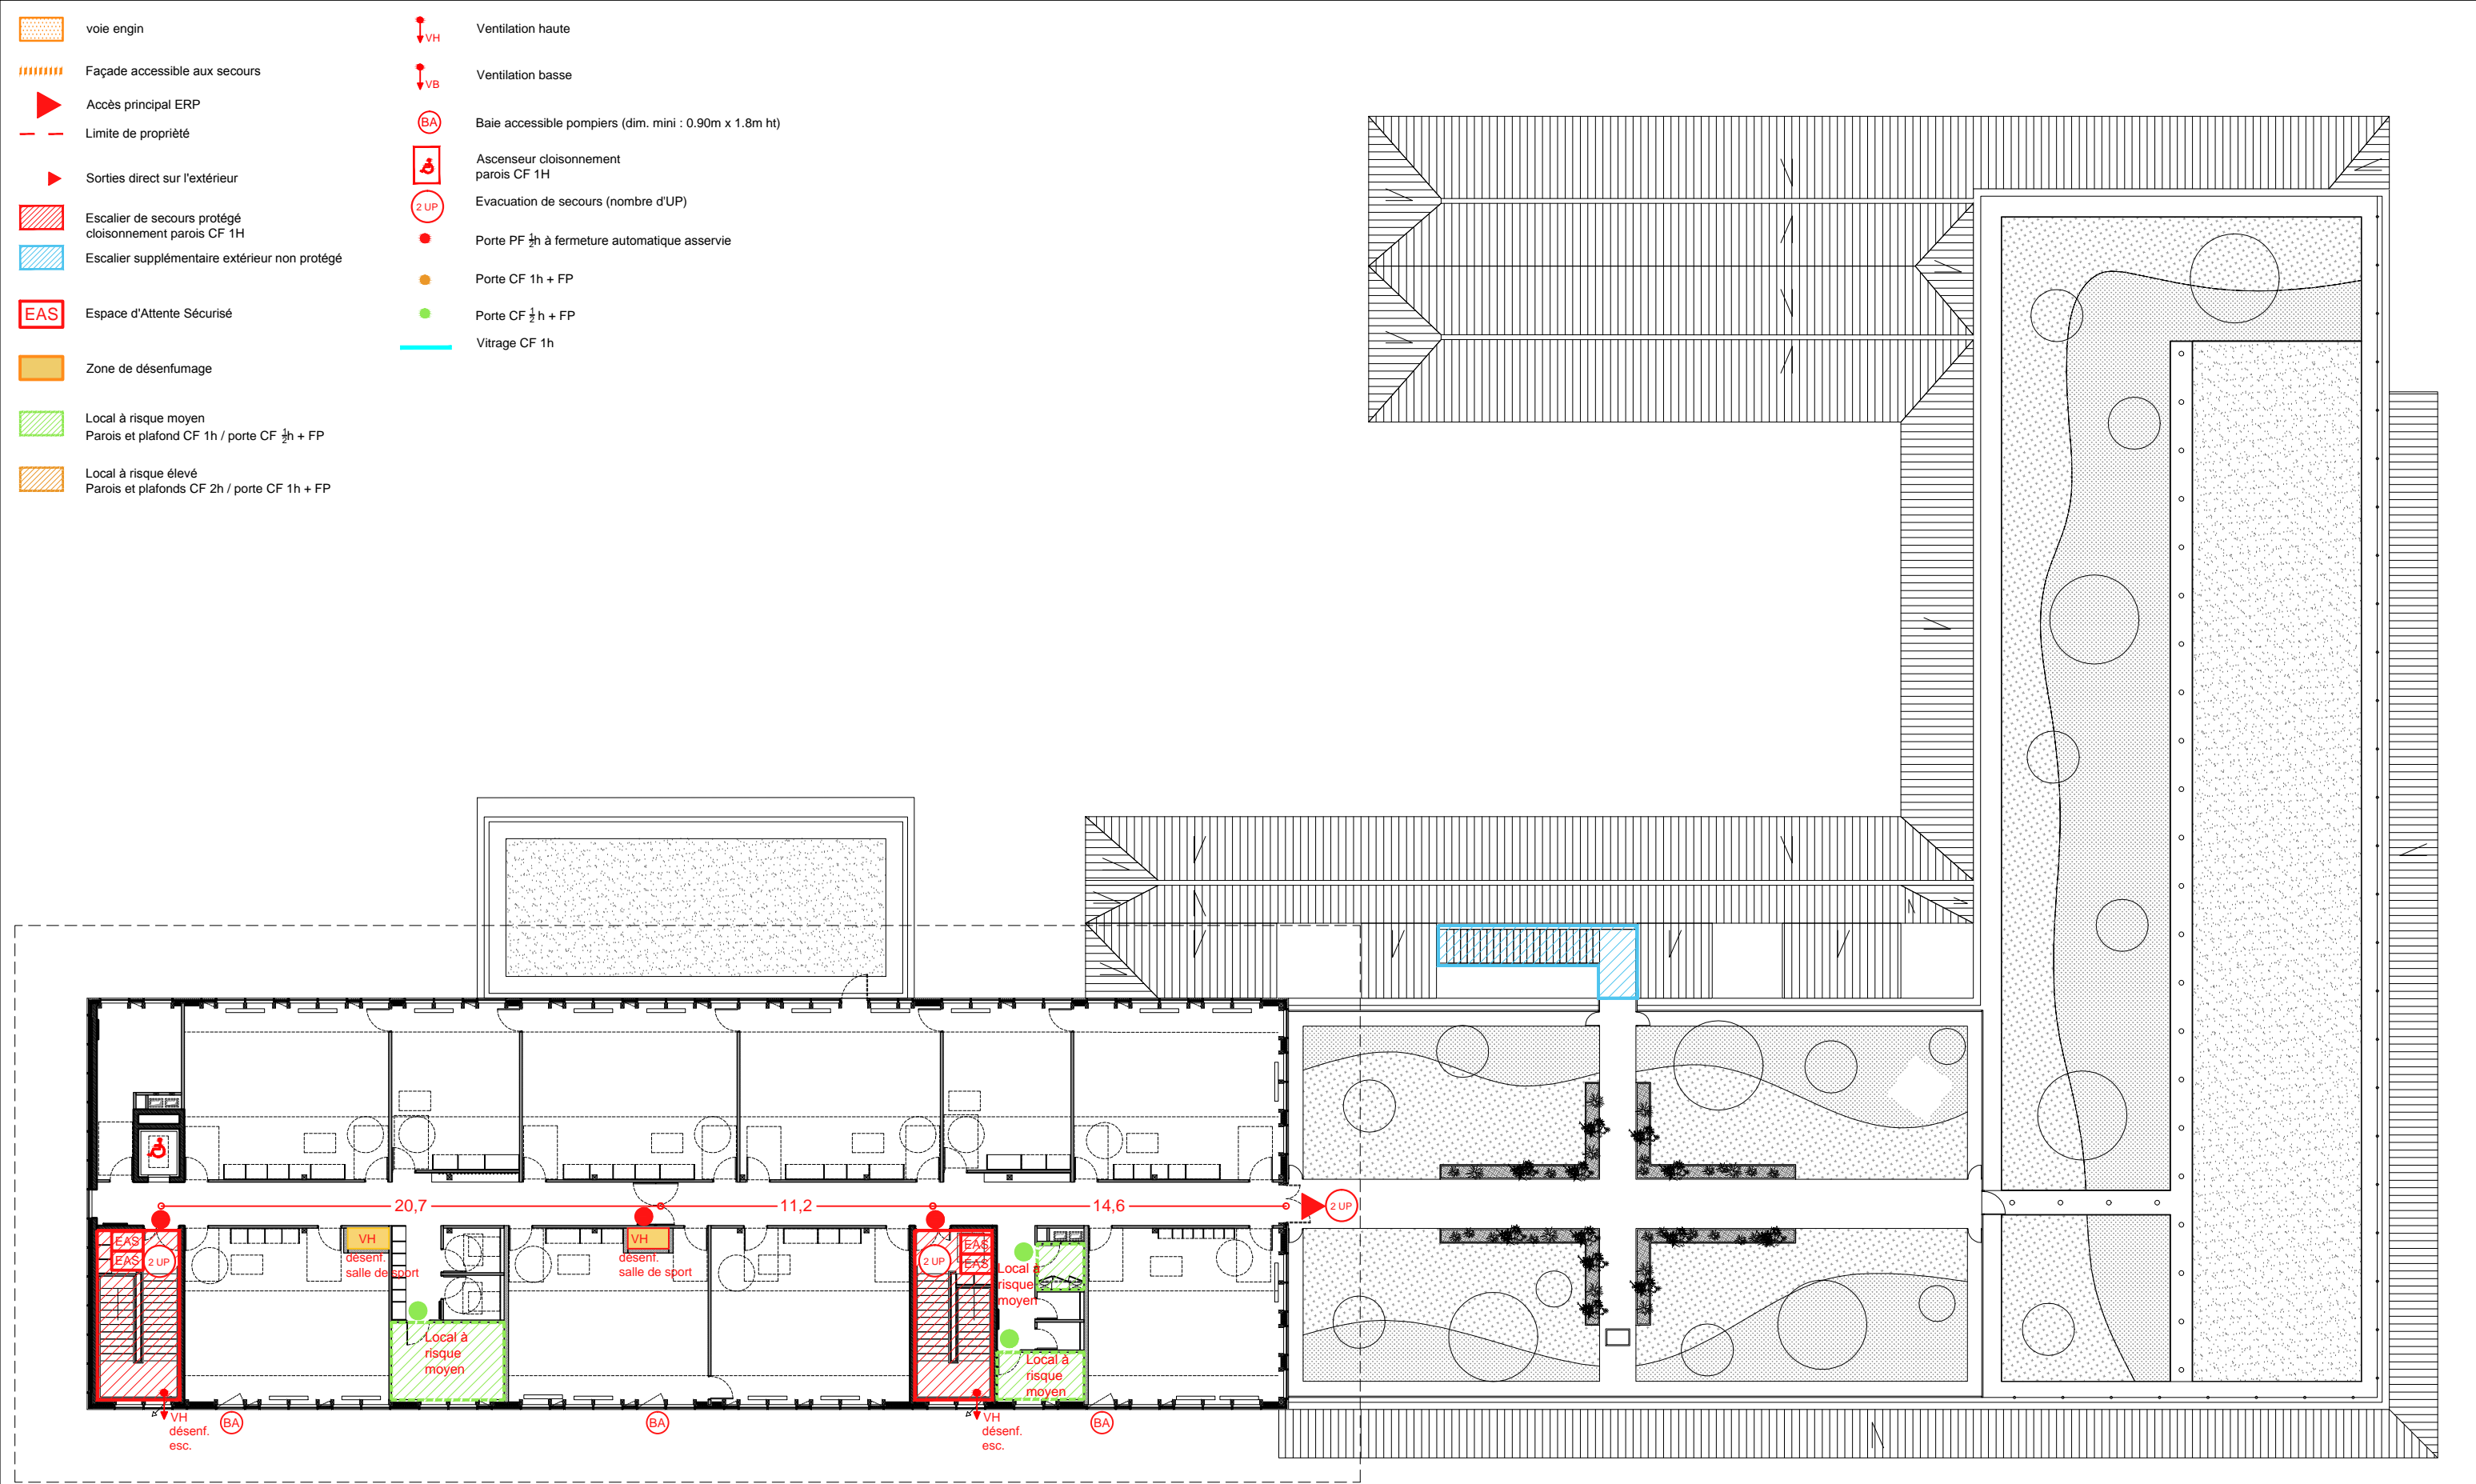 voie engin
Façade accessible aux secours
Accès principal ERP
Limite de propriètè
Sorties direct sur l'extérieur
Escalier de secours protégé
cloisonnement parois CF 1H
Escalier supplémentaire extérieur non protégé
EAS
Espace d'Attente Sécurisé
Zone de désenfumage
Local à risque moyen
Parois et plafond CF 1h / porte CF ½h + FP
Local à risque élevé
Parois et plafonds CF 2h / porte CF 1h + FP
VH
Ventilation haute
VB
Ventilation basse
BA
Baie accessible pompiers (dim. mini : 0.90m x 1.8m ht)
Ascenseur cloisonnement
parois CF 1H
2 UP
Evacuation de secours (nombre d'UP)
Porte PF ½h à fermeture automatique asservie
Porte CF 1h + FP
Porte CF ½ h + FP
Vitrage CF 1h
20,7
11,2
14,6
2 UP
EAS
EAS
2 UP
VH
désenf.
salle de sport
VH
désenf.
salle de sport
2 UP
EAS
EAS
Local à
risque
moyen
Local à
risque
moyen
Local à
risque
moyen
VH
désenf.
esc.
BA
BA
VH
désenf.
esc.
BA